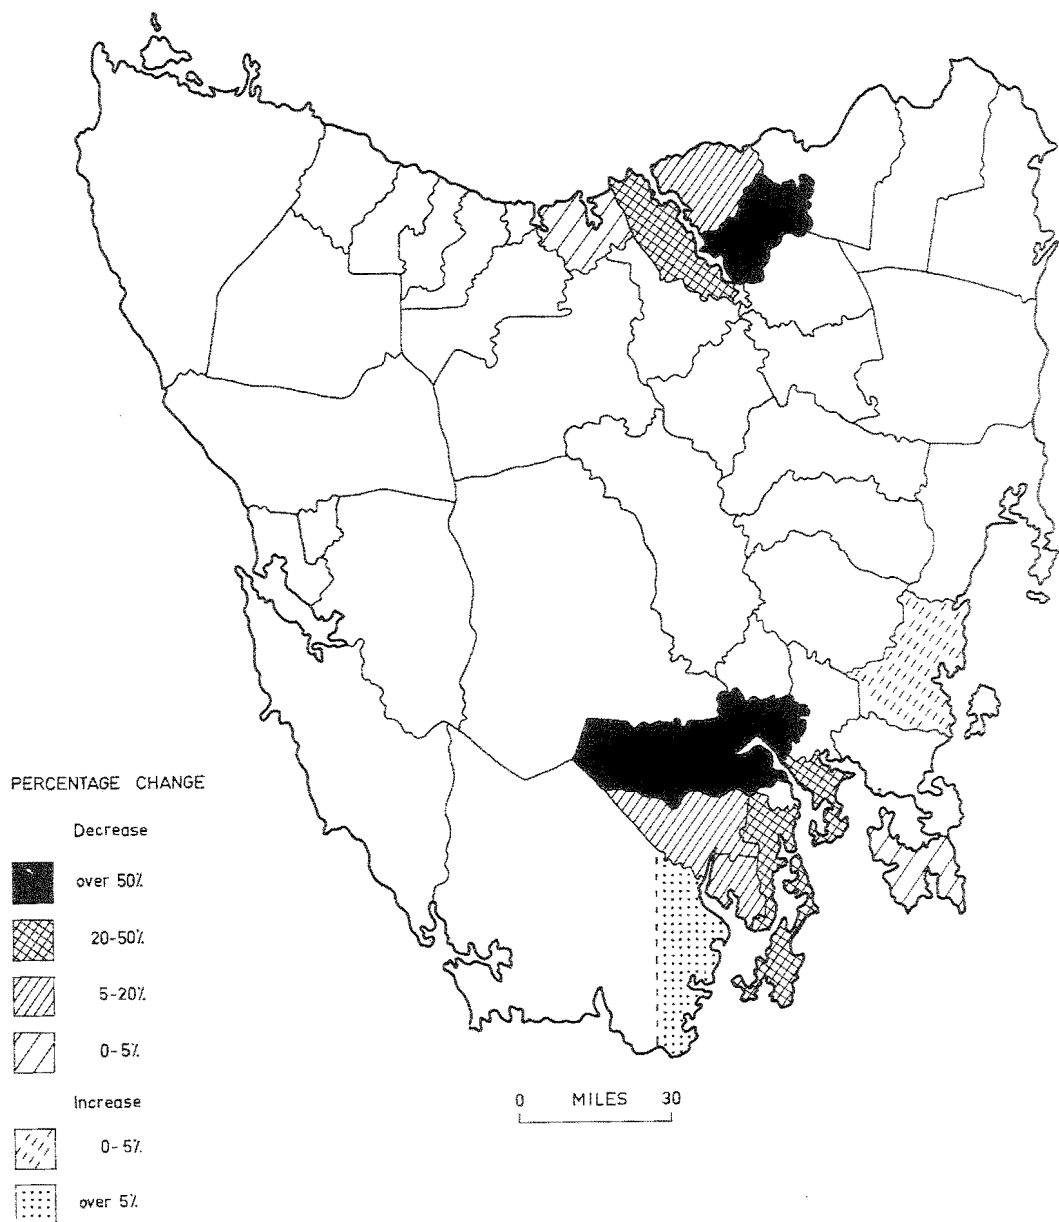 PERCENTAGE CHANGE
Decrease
over 50%
20-50%
5-20%
0-5%
Increase
0-5%
over 5%
0 MILES 30